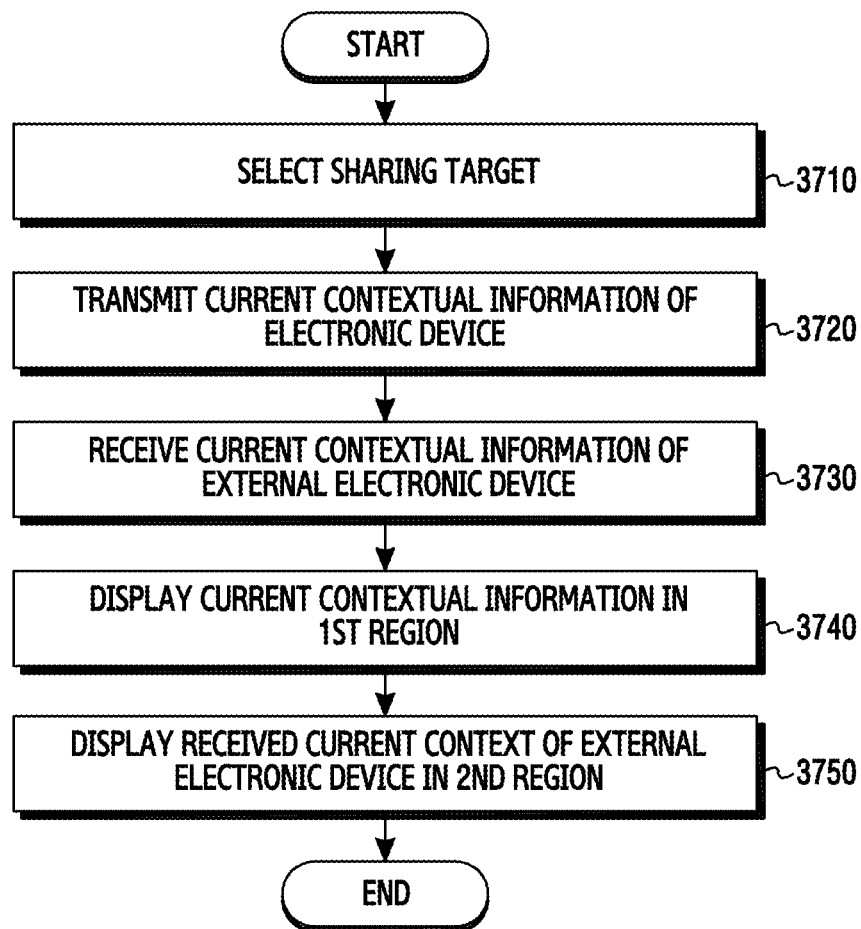 START
SELECT SHARING TARGET
3710
TRANSMIT CURRENT CONTEXTUAL INFORMATION OF
ELECTRONIC DEVICE
3720
RECEIVE CURRENT CONTEXTUAL INFORMATION OF
EXTERNAL ELECTRONIC DEVICE
3730
DISPLAY CURRENT CONTEXTUAL INFORMATION IN
1ST REGION
3740
DISPLAY RECEIVED CURRENT CONTEXT OF EXTERNAL
ELECTRONIC DEVICE IN 2ND REGION
3750
END